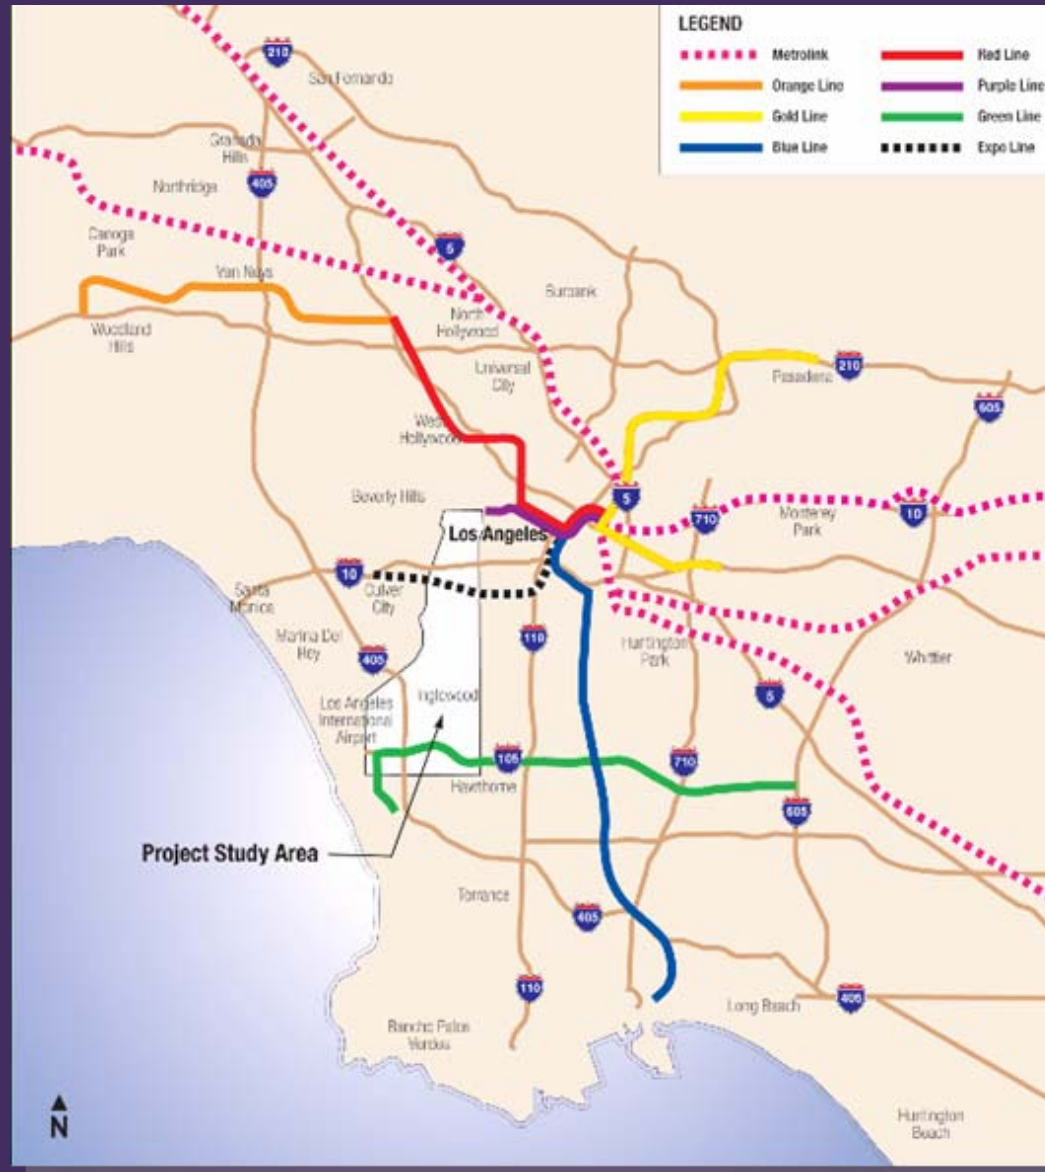 LEGEND
Metrolink
Orange Line
Gold Line
Blue Line
Red Line
Purple Line
Green Line
Expo Line
210
San Fernando
Granada
Hills
Northridge
405
Canoga
Park
5
Van Nuys
Burbank
North
Hollywood
Woodland
Hills
Universal
City
Pasadena
210
605
West
Hollywood
Beverly Hills
5
710
Monterey
Park
10
Los Angeles
10
Culver
City
Santa
Monica
Marina Del
Rey
405
110
Huntington
Park
Whittier
5
Inglewood
Los Angeles
International
Airport
105
710
Hawthorne
605
Project Study Area
Torrance
405
110
Long Beach
405
Rancho Palos
Verdes
N
Huntington
Beach